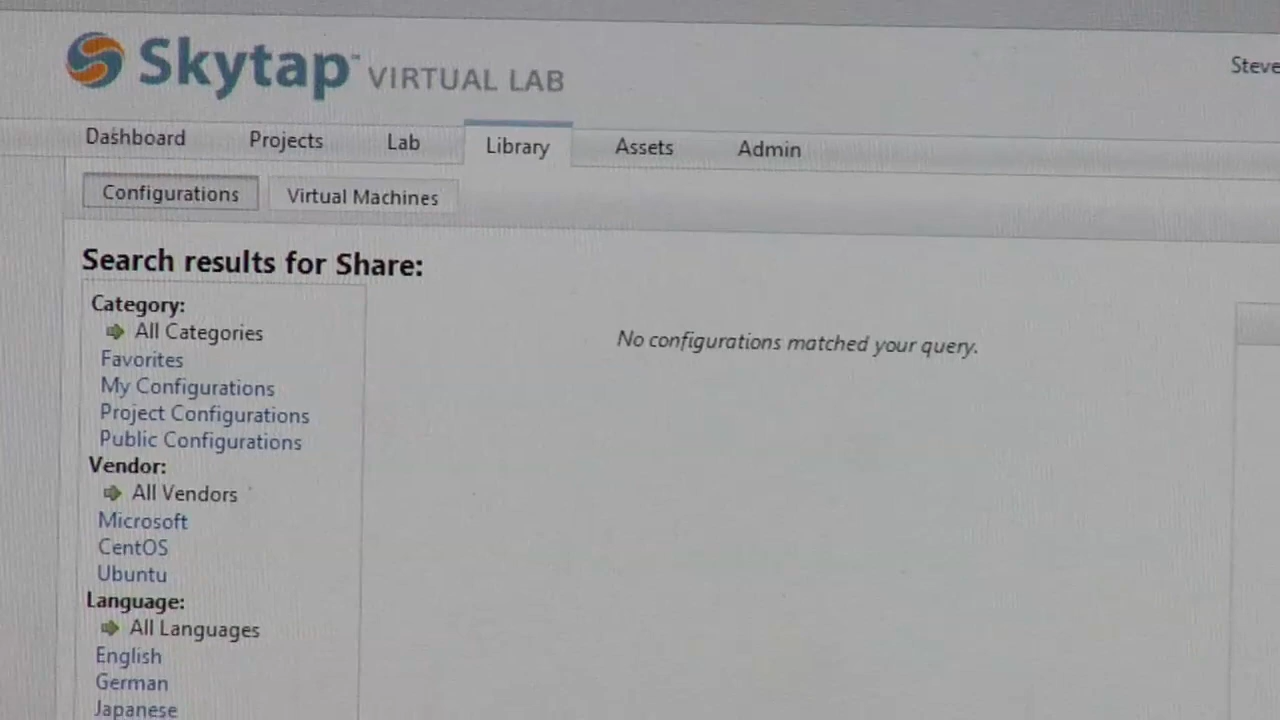 Skytap™ VIRTUAL LAB
Steve
Dashboard Projects Lab Library Assets Admin
Configurations Virtual Machines
Search results for Share:
Category:
All Categories
Favorites
My Configurations
Project Configurations
Public Configurations
Vendor:
All Vendors
Microsoft
CentOS
Ubuntu
Language:
All Languages
English
German
Japanese
No configurations matched your query.